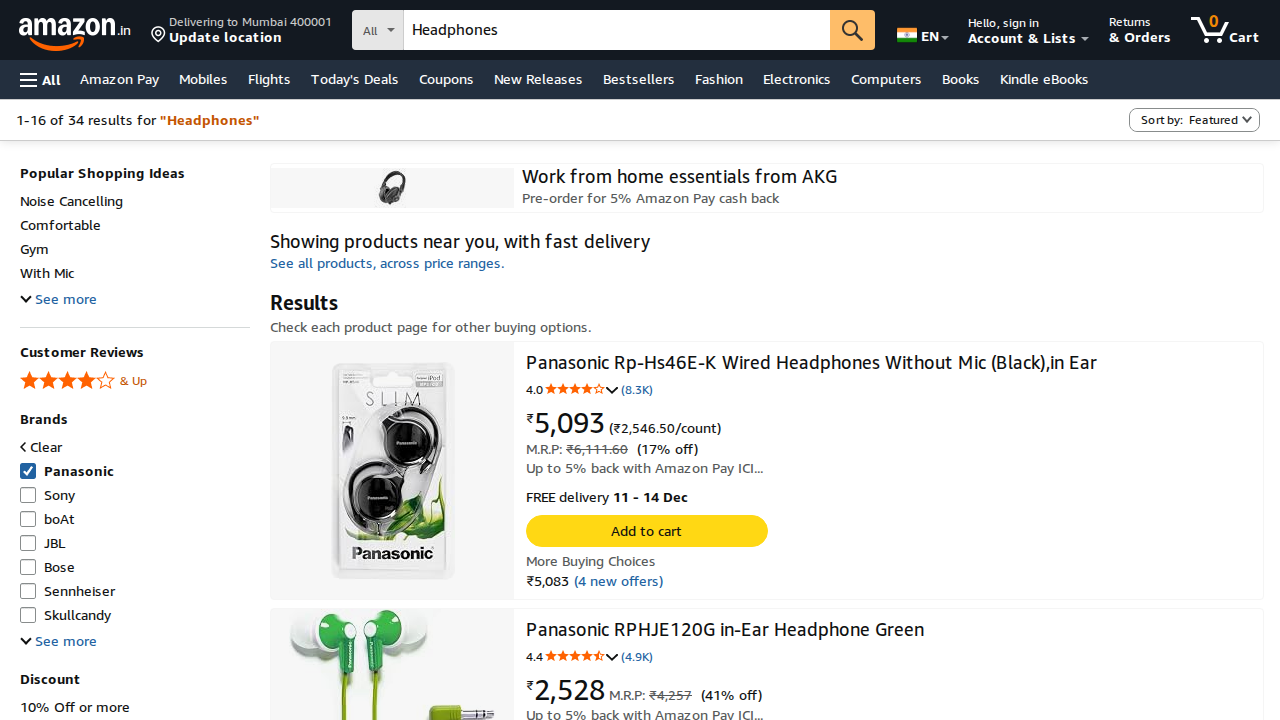 amazon.in
Delivering to Mumbai 400001
Update location
All
Headphones
EN
Hello, sign in
Account & Lists
Returns
& Orders
0
Cart
All
Amazon Pay
Mobiles
Flights
Today's Deals
Coupons
New Releases
Bestsellers
Fashion
Electronics
Computers
Books
Kindle eBooks
1-16 of 34 results for "Headphones"
Sort by: Featured
Popular Shopping Ideas
Noise Cancelling
Comfortable
Gym
With Mic
See more
Customer Reviews
& Up
Brands
Clear
Panasonic
Sony
boAt
JBL
Bose
Sennheiser
Skullcandy
See more
Discount
10% Off or more
Work from home essentials from AKG
Pre-order for 5% Amazon Pay cash back
Showing products near you, with fast delivery
See all products, across price ranges.
Results
Check each product page for other buying options.
SLIM
Panasonic
Panasonic
Panasonic
Panasonic Rp-Hs46E-K Wired Headphones Without Mic (Black),in Ear
4.0 (8.3K)
₹5,093 (₹2,546.50/count)
M.R.P: ₹6,111.60 (17% off)
Up to 5% back with Amazon Pay ICI...
FREE delivery 11 - 14 Dec
Add to cart
More Buying Choices
₹5,083 (4 new offers)
Panasonic
Panasonic
Panasonic RPHJE120G in-Ear Headphone Green
4.4 (4.9K)
₹2,528 M.R.P: ₹4,257 (41% off)
Up to 5% back with Amazon Pay ICI...